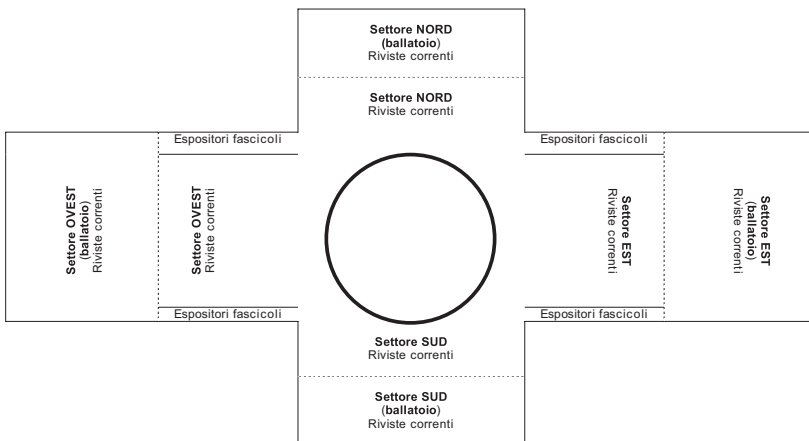 Settore NORD
(ballatoio)
Riviste correnti
Settore NORD
Riviste correnti
Espositori fascicoli
Espositori fascicoli
Settore OVEST
(ballatoio)
Riviste correnti
Settore OVEST
Riviste correnti
Settore EST
Riviste correnti
Settore EST
(ballatoio)
Riviste correnti
Espositori fascicoli
Espositori fascicoli
Settore SUD
Riviste correnti
Settore SUD
(ballatoio)
Riviste correnti